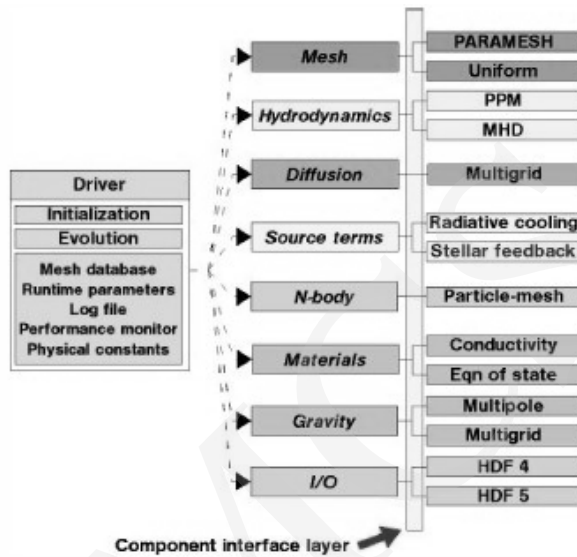 Driver
Initialization
Evolution
Mesh database
Runtime parameters
Log file
Performance monitor
Physical constants
Mesh
PARAMESH
Uniform
Hydrodynamics
PPM
MHD
Diffusion
Multigrid
Source terms
Radiative cooling
Stellar feedback
N-body
Particle-mesh
Materials
Conductivity
Eqn of state
Gravity
Multipole
Multigrid
I/O
HDF 4
HDF 5
Component interface layer